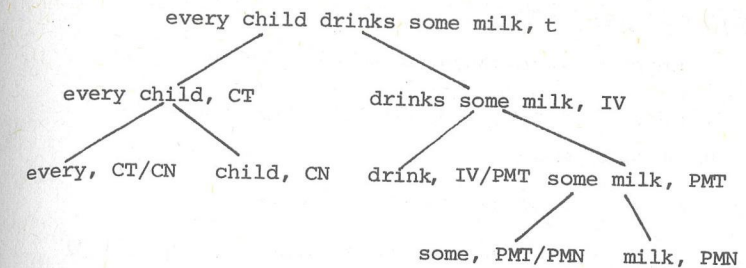 every child drinks some milk, t
every child, CT drinks some milk, IV
every, CT/CN child, CN drink, IV/PMT some milk, PMT
some, PMT/PMN milk, PMN